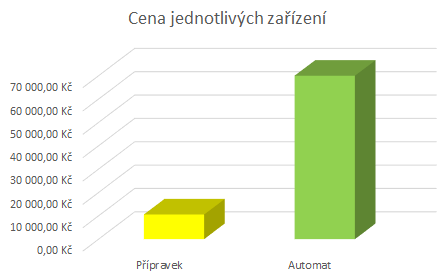 Cena jednotlivých zařízení
70 000,00 Kč
60 000,00 Kč
50 000,00 Kč
40 000,00 Kč
30 000,00 Kč
20 000,00 Kč
10 000,00 Kč
0,00 Kč
Přípravek Automat